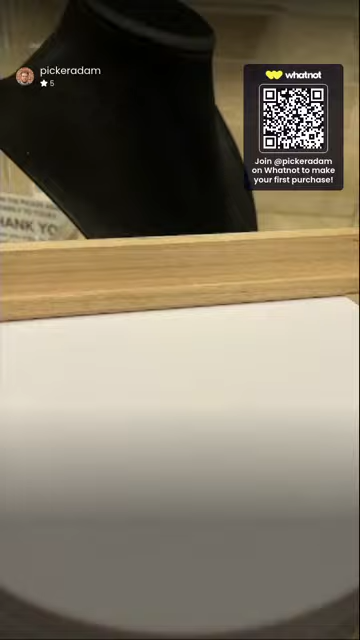 pickeradam
5
whatnot
Join @pickeradam
on Whatnot to make
your first purchase!
HANK YO